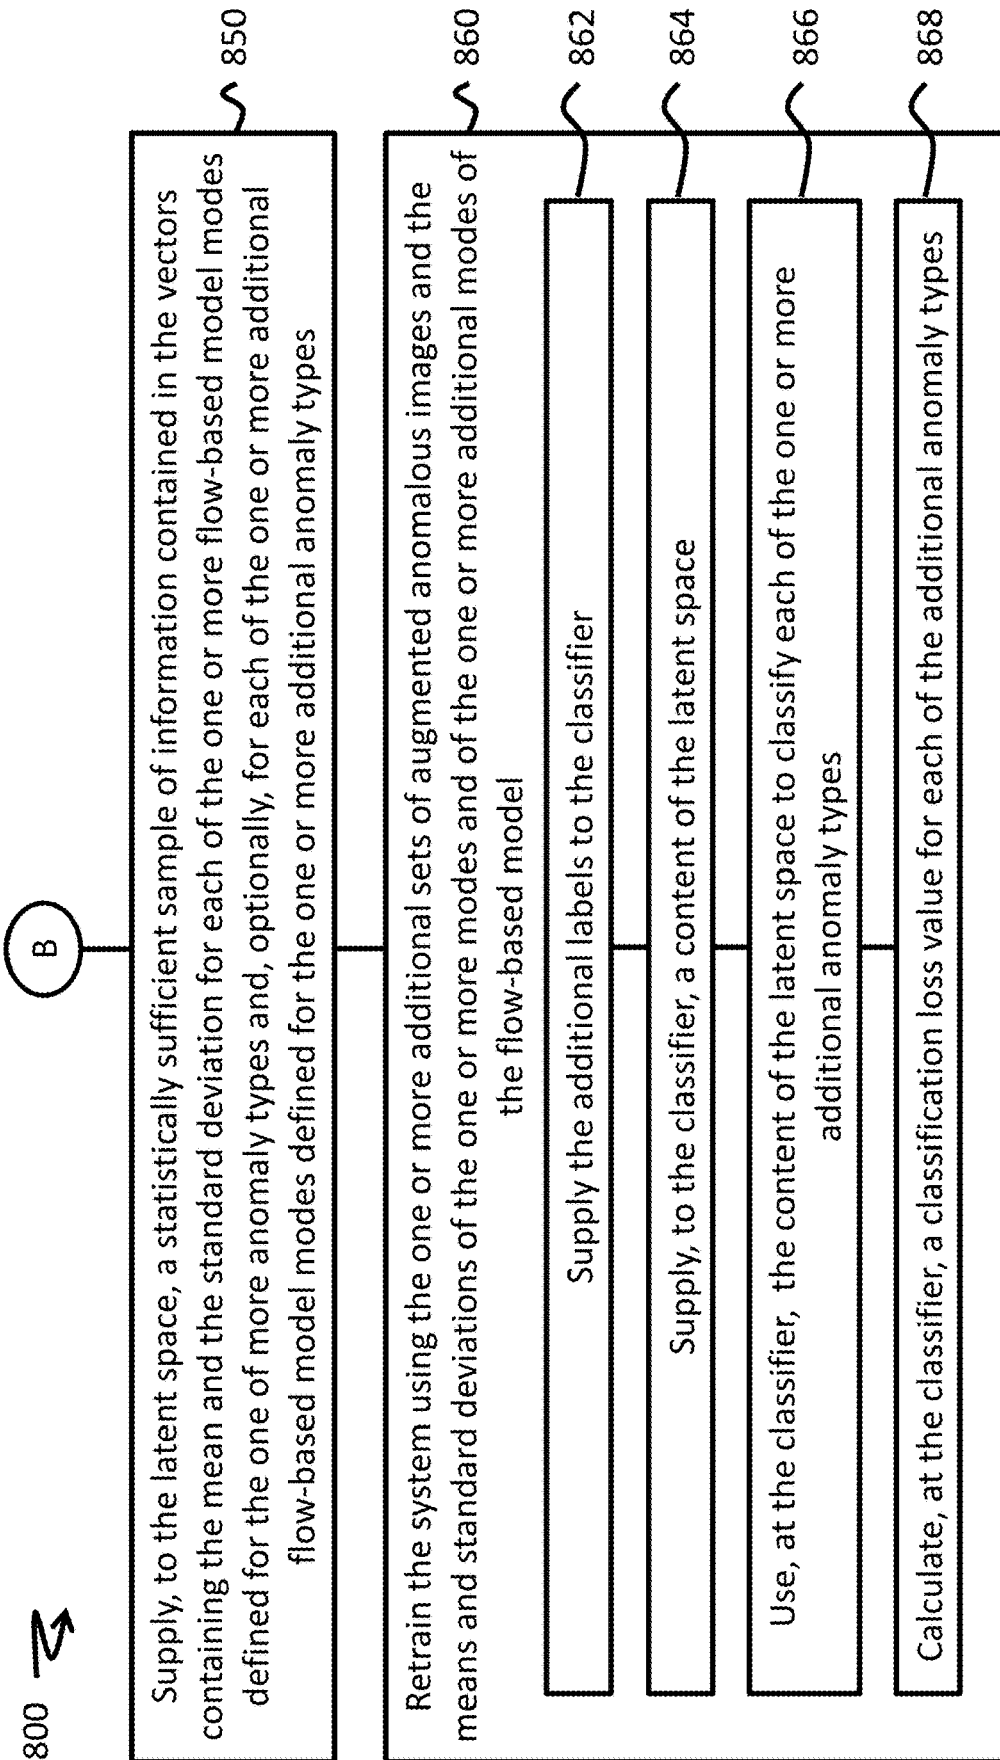 800
B
Supply, to the latent space, a statistically sufficient sample of information contained in the vectors
containing the mean and the standard deviation for each of the one or more flow-based model modes
defined for the one of more anomaly types and, optionally, for each of the one or more additional
flow-based model modes defined for the one or more additional anomaly types
850
Retrain the system using the one or more additional sets of augmented anomalous images and the
means and standard deviations of the one or more modes and of the one or more additional modes of
the flow-based model
860
Supply the additional labels to the classifier
862
Supply, to the classifier, a content of the latent space
864
Use, at the classifier, the content of the latent space to classify each of the one or more
additional anomaly types
866
Calculate, at the classifier, a classification loss value for each of the additional anomaly types
868